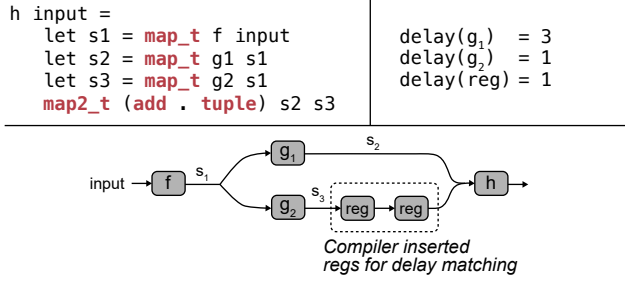 h input =
let s1 = map_t f input
let s2 = map_t g1 s1
let s3 = map_t g2 s1
map2_t (add . tuple) s2 s3
delay(g1) = 3
delay(g2) = 1
delay(reg) = 1
input f s1 g1 s2 h
g2 s3 reg reg
Compiler inserted
regs for delay matching